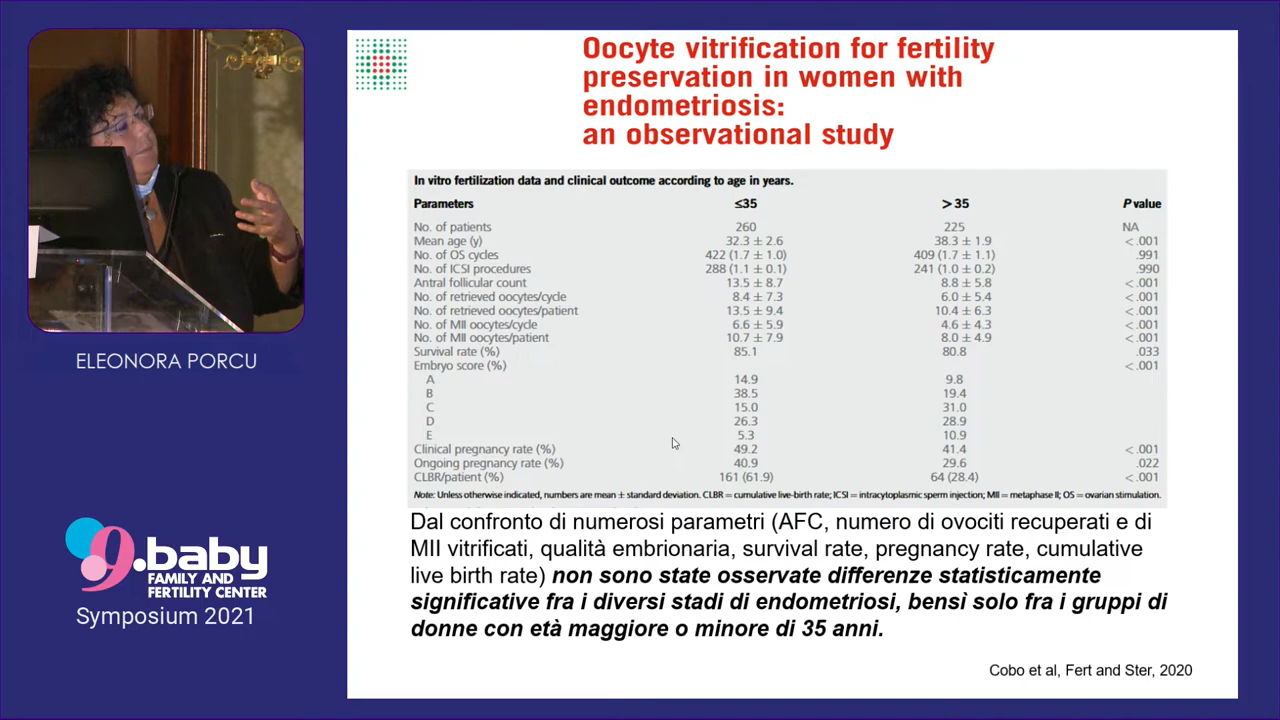 Oocyte vitrification for fertility
preservation in women with
endometriosis:
an observational study
In vitro fertilization data and clinical outcome according to age in years.
Parameters ≤35 > 35 P value
No. of patients 260 225 NA
Mean age (y) 32.3 ± 2.6 38.3 ± 1.9 < .001
No. of OS cycles 422 (1.7 ± 1.0) 409 (1.7 ± 1.1) .991
No. of ICSI procedures 288 (1.1 ± 0.1) 241 (1.0 ± 0.2) .990
Antral follicular count 13.5 ± 8.7 8.8 ± 5.8 < .001
No. of retrieved oocytes/cycle 8.4 ± 7.3 6.0 ± 5.4 < .001
No. of retrieved oocytes/patient 13.5 ± 9.4 10.4 ± 6.3 < .001
No. of MII oocytes/cycle 6.6 ± 5.9 4.6 ± 4.3 < .001
No. of MII oocytes/patient 10.7 ± 7.9 8.0 ± 4.9 < .001
Survival rate (%) 85.1 80.8 .033
Embryo score (%) < .001
A 14.9 9.8
B 38.5 19.4
C 15.0 31.0
D 26.3 28.9
E 5.3 10.9
Clinical pregnancy rate (%) 49.2 41.4 < .001
Ongoing pregnancy rate (%) 40.9 29.6 .022
CLBR/patient (%) 161 (61.9) 64 (28.4) < .001
Note: Unless otherwise indicated, numbers are mean ± standard deviation. CLBR = cumulative live-birth rate; ICSI = intracytoplasmic sperm injection; MII = metaphase II; OS = ovarian stimulation.
Dal confronto di numerosi parametri (AFC, numero di ovociti recuperati e di
MII vitrificati, qualità embrionaria, survival rate, pregnancy rate, cumulative
live birth rate) non sono state osservate differenze statisticamente
significative fra i diversi stadi di endometriosi, bensì solo fra i gruppi di
donne con età maggiore o minore di 35 anni.
Cobo et al, Fert and Ster, 2020
ELEONORA PORCU
9.baby
FAMILY AND
FERTILITY CENTER
Symposium 2021